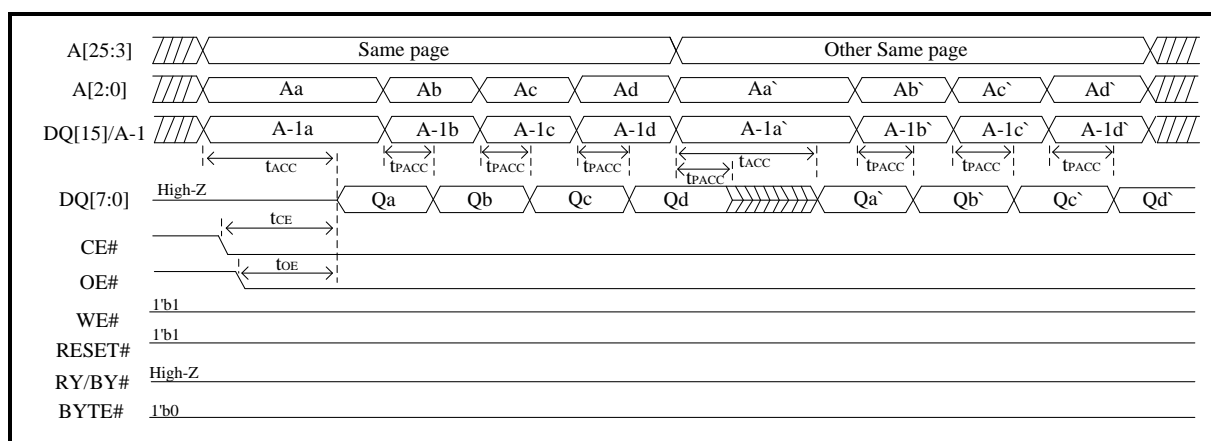 A[25:3] Same page Other Same page
A[2:0] Aa Ab Ac Ad Aa` Ab` Ac` Ad`
DQ[15]/A-1 A-1a A-1b A-1c A-1d A-1a` A-1b` A-1c` A-1d`
tACC tPACC tPACC tPACC tACC tPACC tPACC tPACC
tPACC
DQ[7:0] High-Z Qa Qb Qc Qd Qa` Qb` Qc` Qd`
tCE
CE#
tOE
OE#
WE# 1'b1
RESET# 1'b1
RY/BY# High-Z
BYTE# 1'b0